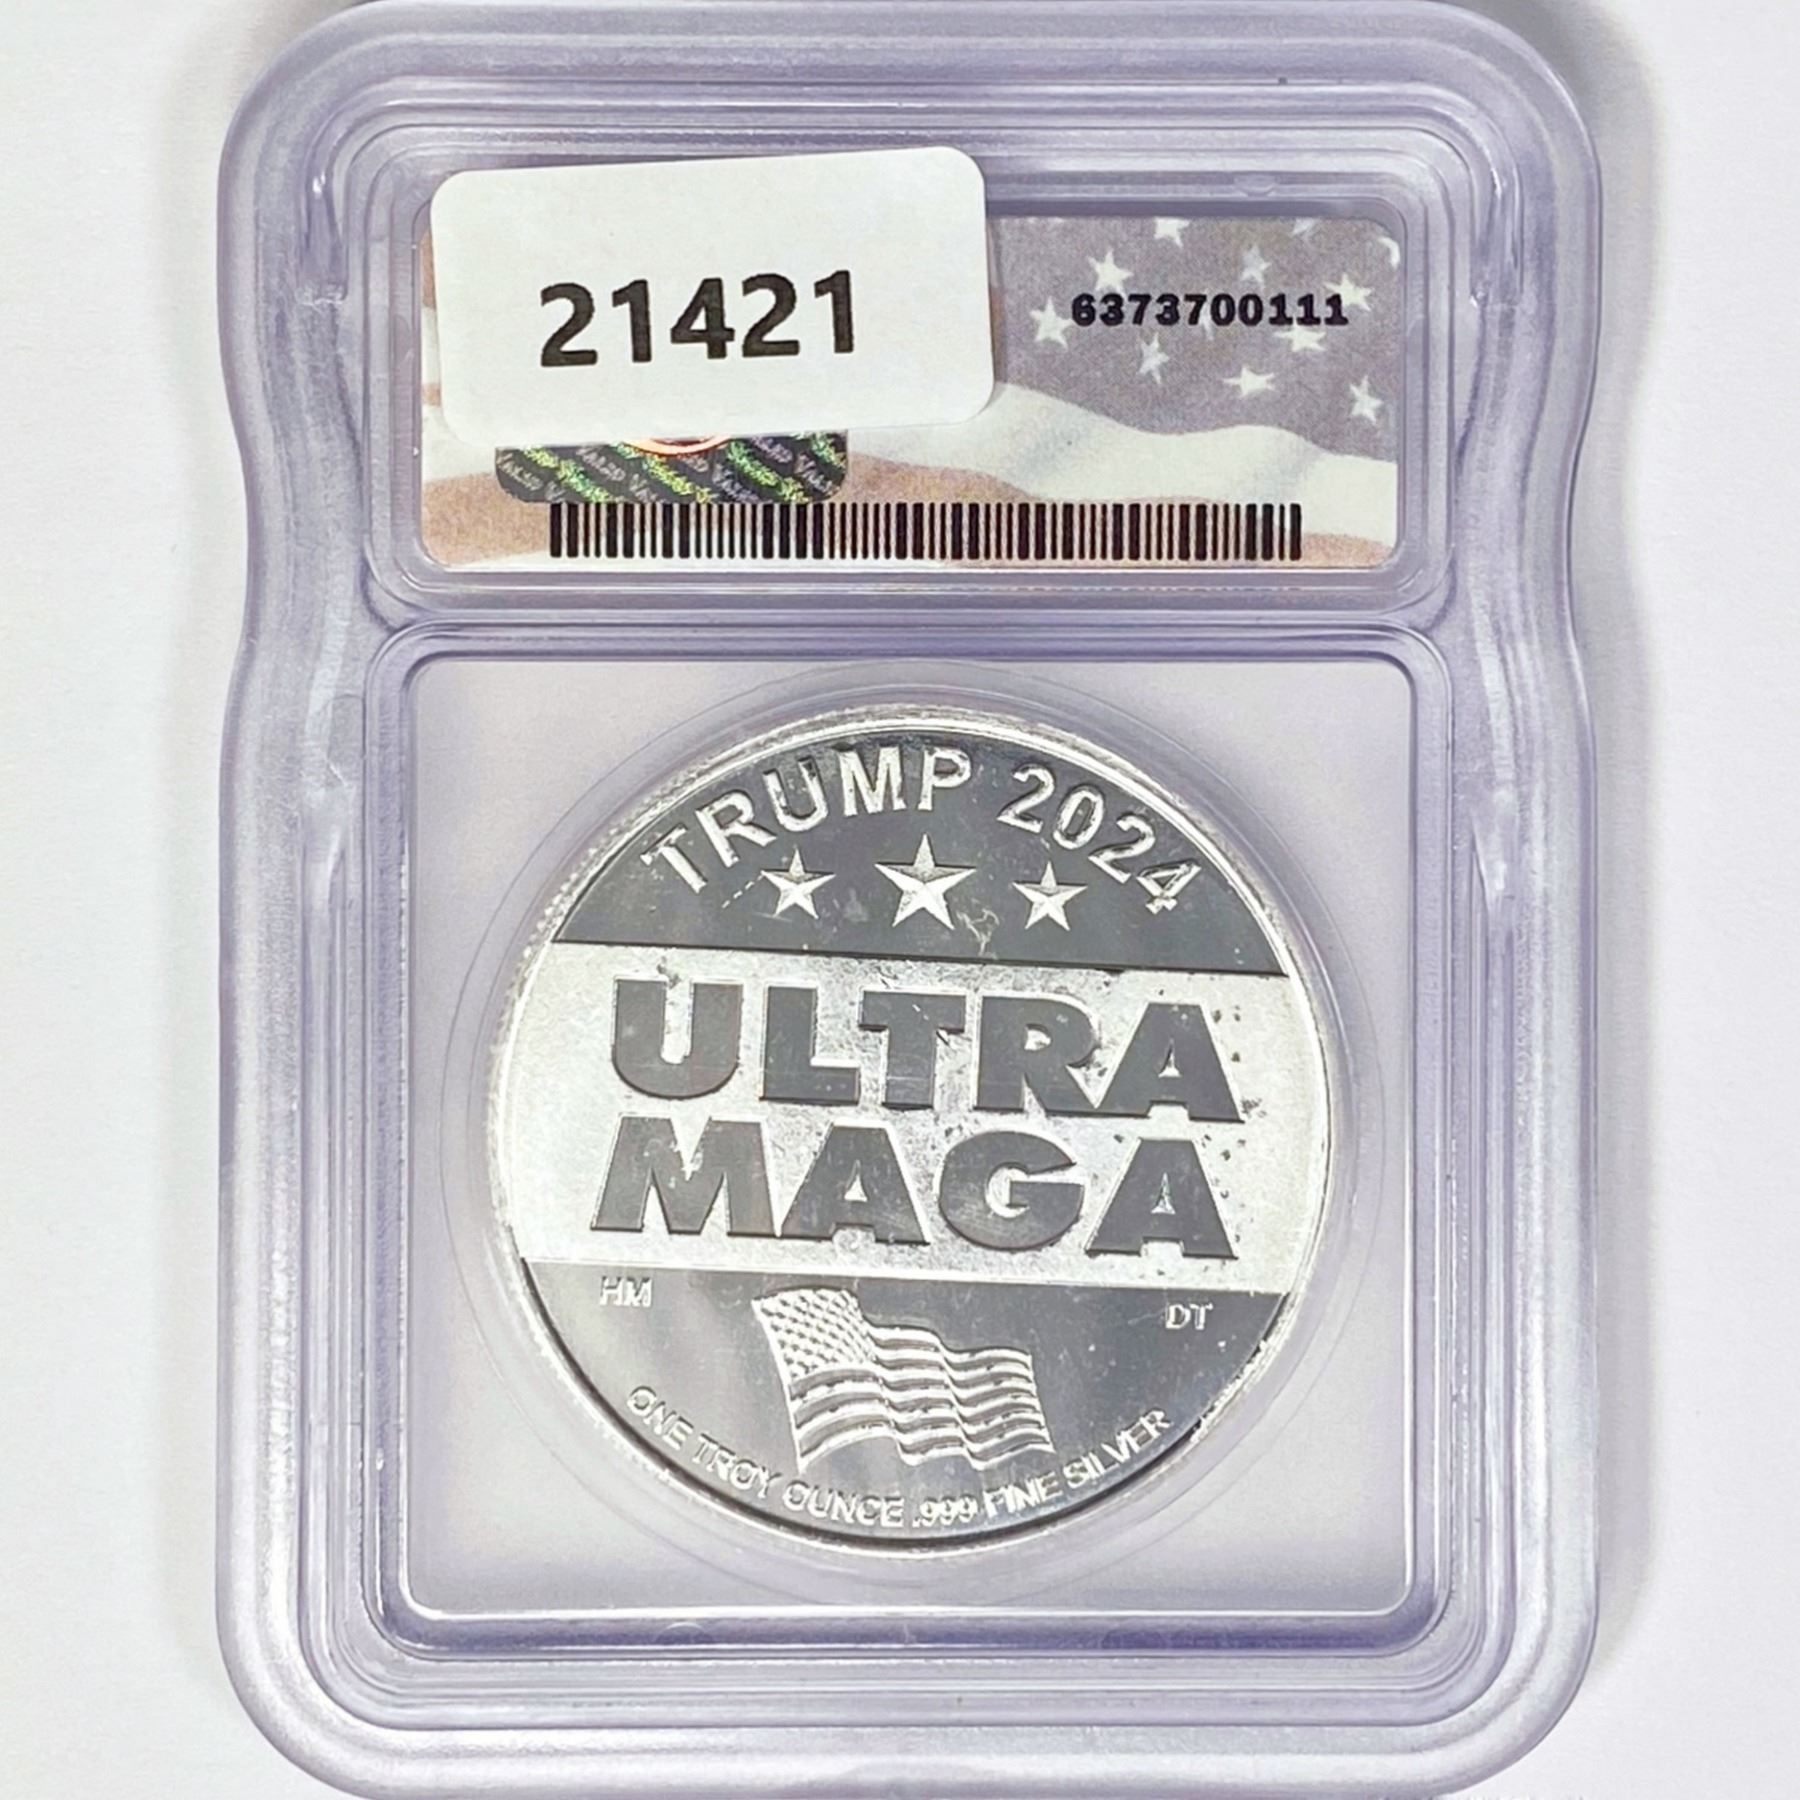 21421
6373700111
TRUMP 2024
ULTRA
MAGA
HM
DT
ONE TROY OUNCE .999 FINE SILVER